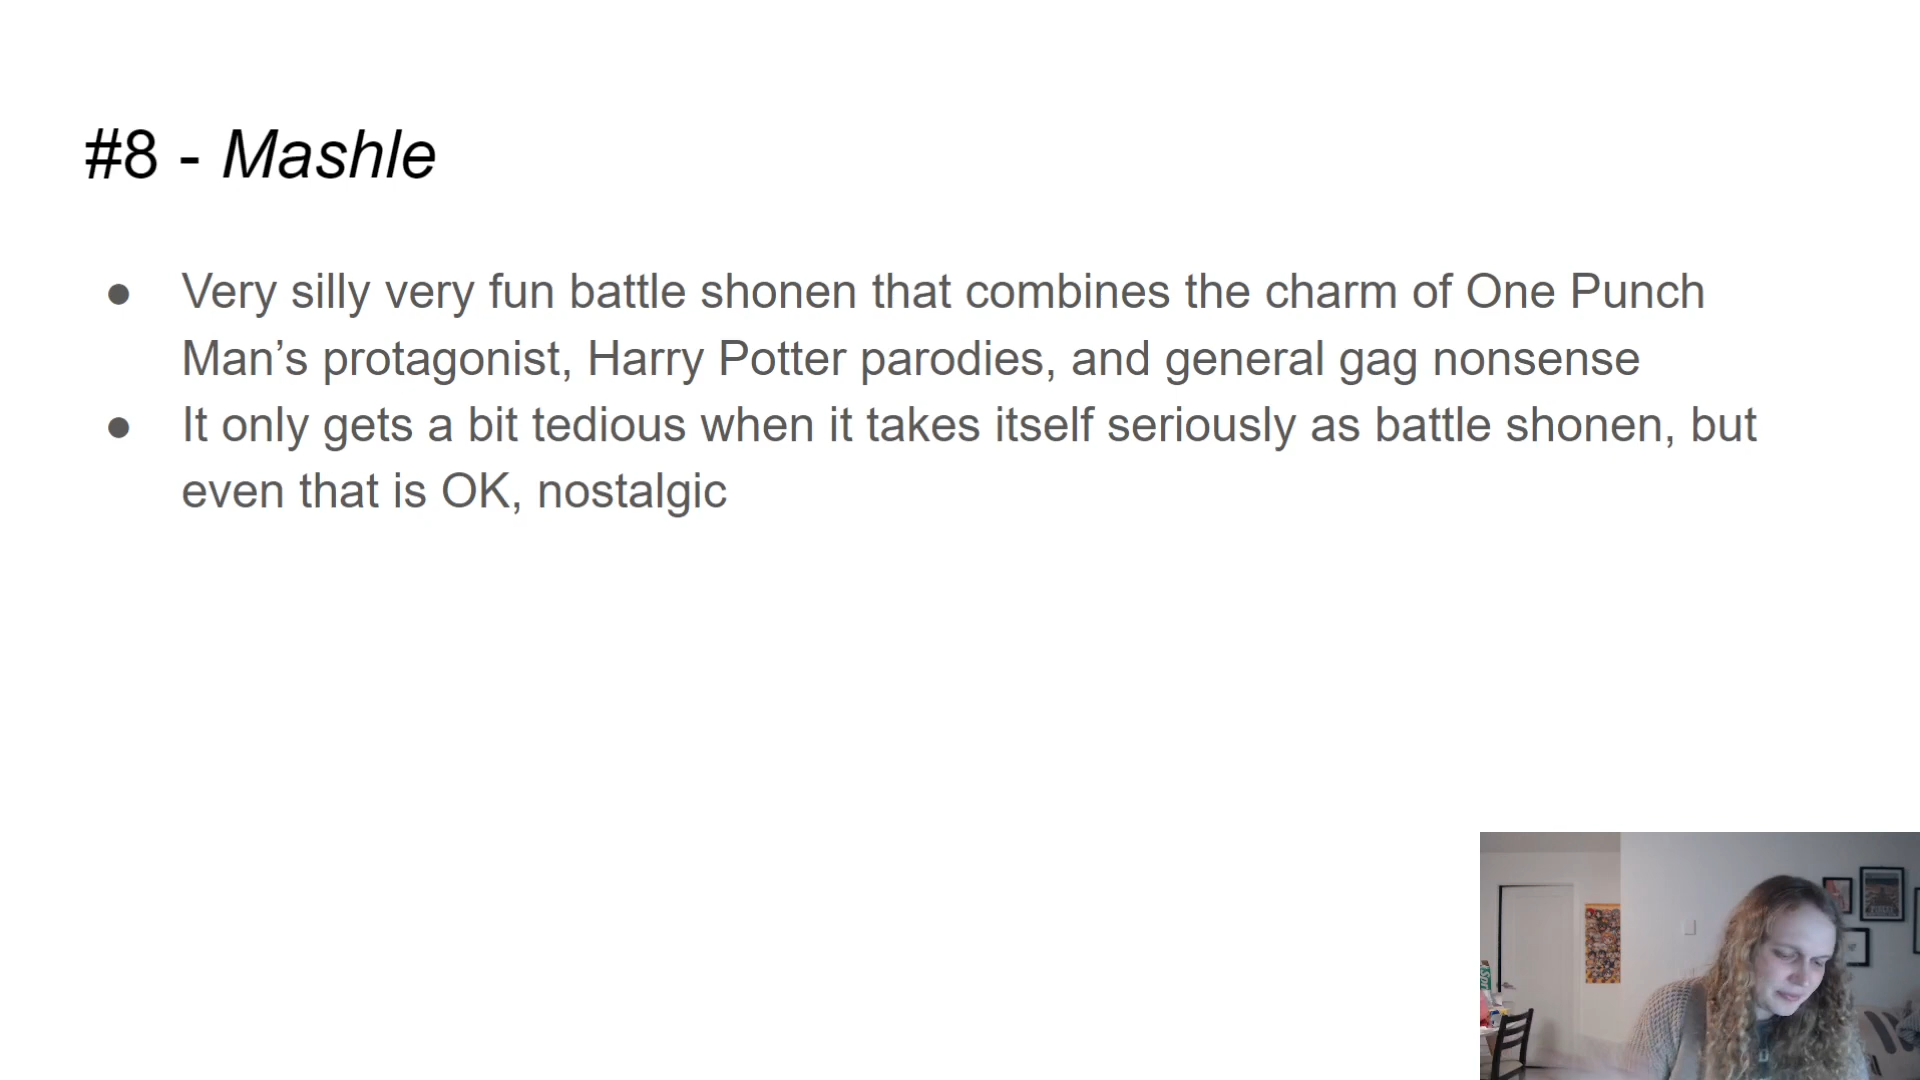 #8 - Mashle
● Very silly very fun battle shonen that combines the charm of One Punch
Man’s protagonist, Harry Potter parodies, and general gag nonsense
● It only gets a bit tedious when it takes itself seriously as battle shonen, but
even that is OK, nostalgic